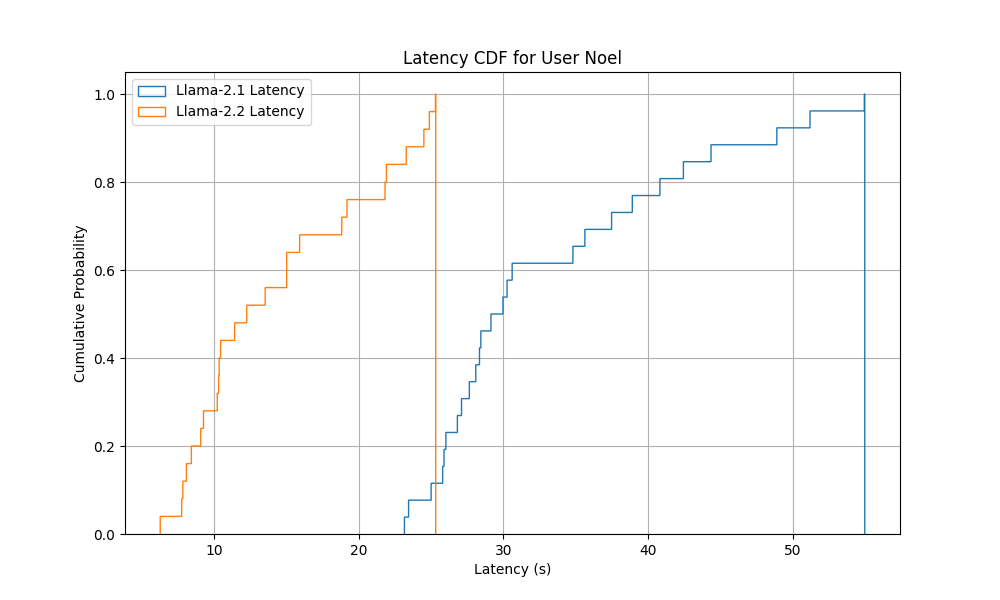 Latency CDF for User Noel
Llama-2.1 Latency
Llama-2.2 Latency
Cumulative Probability
1.0
0.8
0.6
0.4
0.2
0.0
10 20 30 40 50
Latency (s)